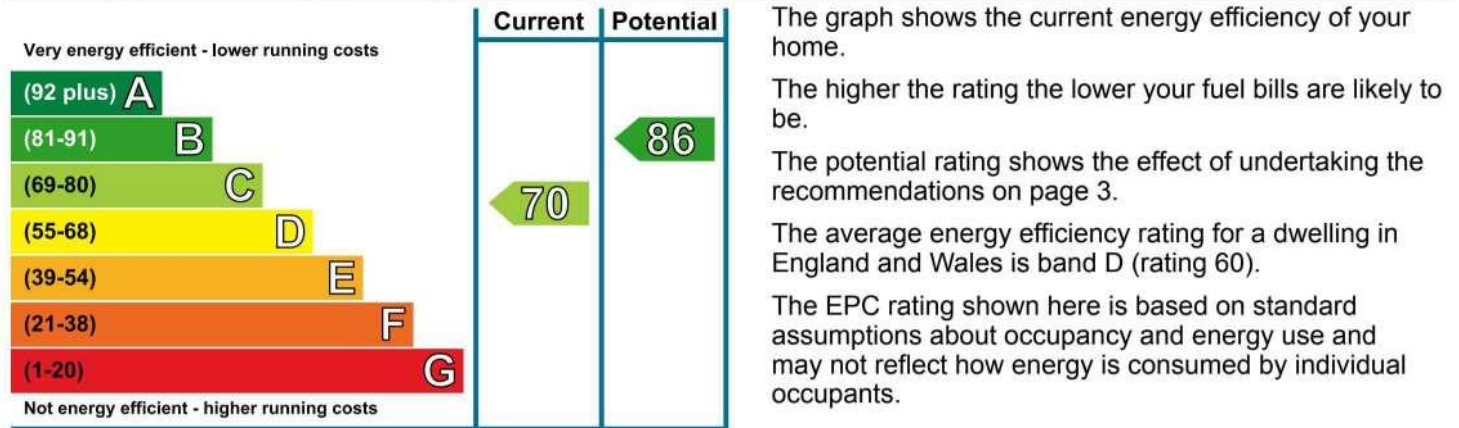 Current Potential
Very energy efficient - lower running costs
(92 plus) A
(81-91) B
86
(69-80) C
70
(55-68) D
(39-54) E
(21-38) F
(1-20) G
Not energy efficient - higher running costs
The graph shows the current energy efficiency of your
home.
The higher the rating the lower your fuel bills are likely to
be.
The potential rating shows the effect of undertaking the
recommendations on page 3.
The average energy efficiency rating for a dwelling in
England and Wales is band D (rating 60).
The EPC rating shown here is based on standard
assumptions about occupancy and energy use and
may not reflect how energy is consumed by individual
occupants.